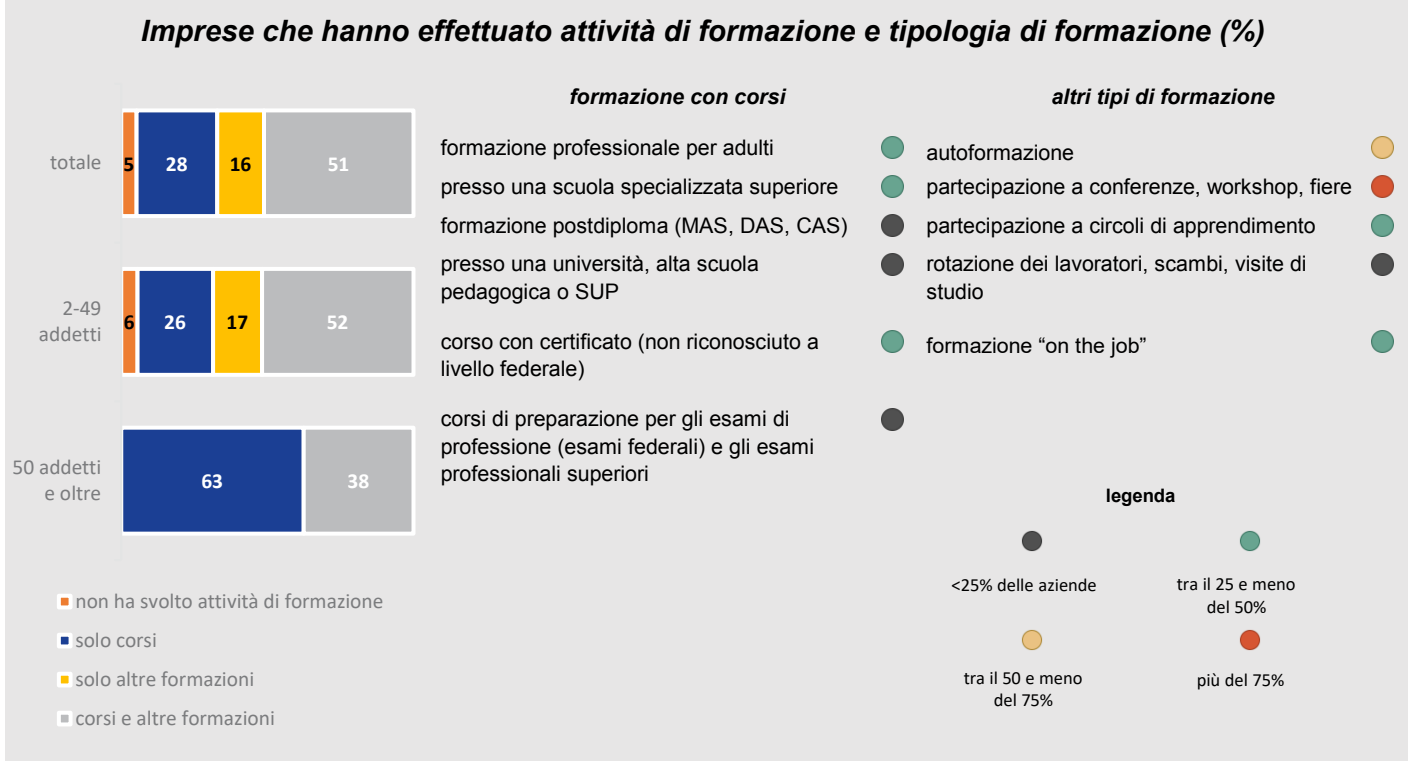 Imprese che hanno effettuato attività di formazione e tipologia di formazione (%)
totale
5
28
16
51
2-49
addetti
6
26
17
52
50 addetti
e oltre
63
38
non ha svolto attività di formazione
solo corsi
solo altre formazioni
corsi e altre formazioni
formazione con corsi
formazione professionale per adulti
presso una scuola specializzata superiore
formazione postdiploma (MAS, DAS, CAS)
presso una università, alta scuola
pedagogica o SUP
corso con certificato (non riconosciuto a
livello federale)
corsi di preparazione per gli esami di
professione (esami federali) e gli esami
professionali superiori
altri tipi di formazione
autoformazione
partecipazione a conferenze, workshop, fiere
partecipazione a circoli di apprendimento
rotazione dei lavoratori, scambi, visite di
studio
formazione “on the job”
legenda
<25% delle aziende
tra il 25 e meno
del 50%
tra il 50 e meno
del 75%
più del 75%